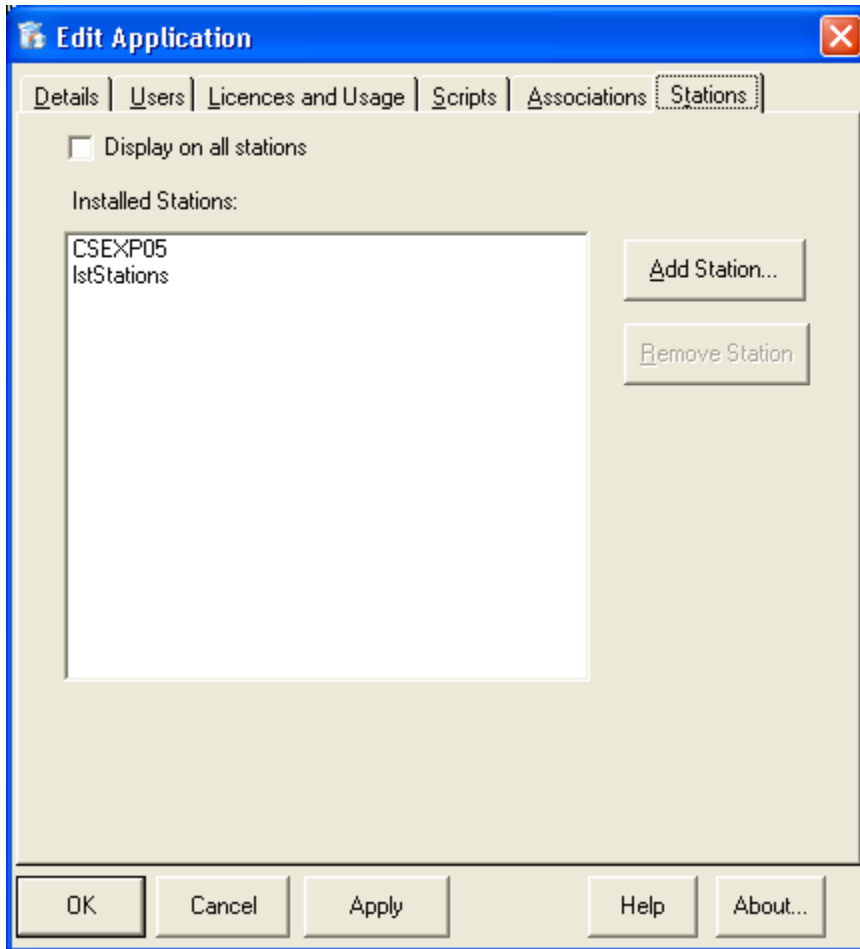 Edit Application
Details Users Licences and Usage Scripts Associations Stations
Display on all stations
Installed Stations:
CSEXP05
lstStations
Add Station...
Remove Station
OK Cancel Apply Help About...